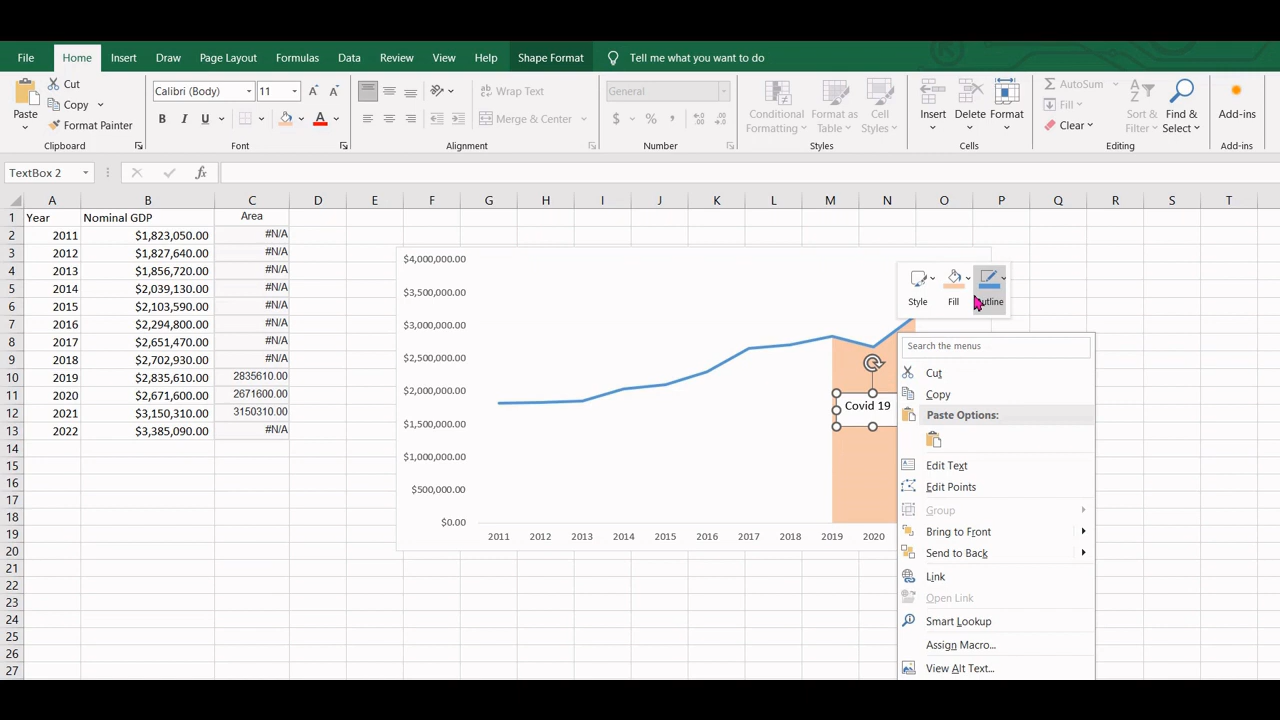 File Home Insert Draw Page Layout Formulas Data Review View Help Shape Format Tell me what you want to do
Cut
Copy
Format Painter
Paste
Clipboard
Calibri (Body) 11 A A
B I U A
Font
ab Wrap Text
Merge & Center
Alignment
General
$ % ,
Number
Conditional Formatting
Format as Table
Cell Styles
Styles
Insert Delete Format
Cells
AutoSum
Fill
Clear
Sort & Filter
Find & Select
Editing
Add-ins
Add-ins
TextBox 2 fx
A B C D E F G H I J K L M N O P Q R S T
1 Year Nominal GDP Area
2 2011 $1,823,050.00 #N/A
3 2012 $1,827,640.00 #N/A
4 2013 $1,856,720.00 #N/A
5 2014 $2,039,130.00 #N/A
6 2015 $2,103,590.00 #N/A
7 2016 $2,294,800.00 #N/A
8 2017 $2,651,470.00 #N/A
9 2018 $2,702,930.00 #N/A
10 2019 $2,835,610.00 2835610.00
11 2020 $2,671,600.00 2671600.00
12 2021 $3,150,310.00 3150310.00
13 2022 $3,385,090.00 #N/A
14
15
16
17
18
19
20
21
22
23
24
25
26
27
$4,000,000.00
$3,500,000.00
$3,000,000.00
$2,500,000.00
$2,000,000.00
$1,500,000.00
$1,000,000.00
$500,000.00
$0.00
2011 2012 2013 2014 2015 2016 2017 2018 2019 2020
Covid 19
Style Fill
Search the menus
Cut
Copy
Paste Options:
Edit Text
Edit Points
Group
Bring to Front
Send to Back
Link
Open Link
Smart Lookup
Assign Macro...
View Alt Text...